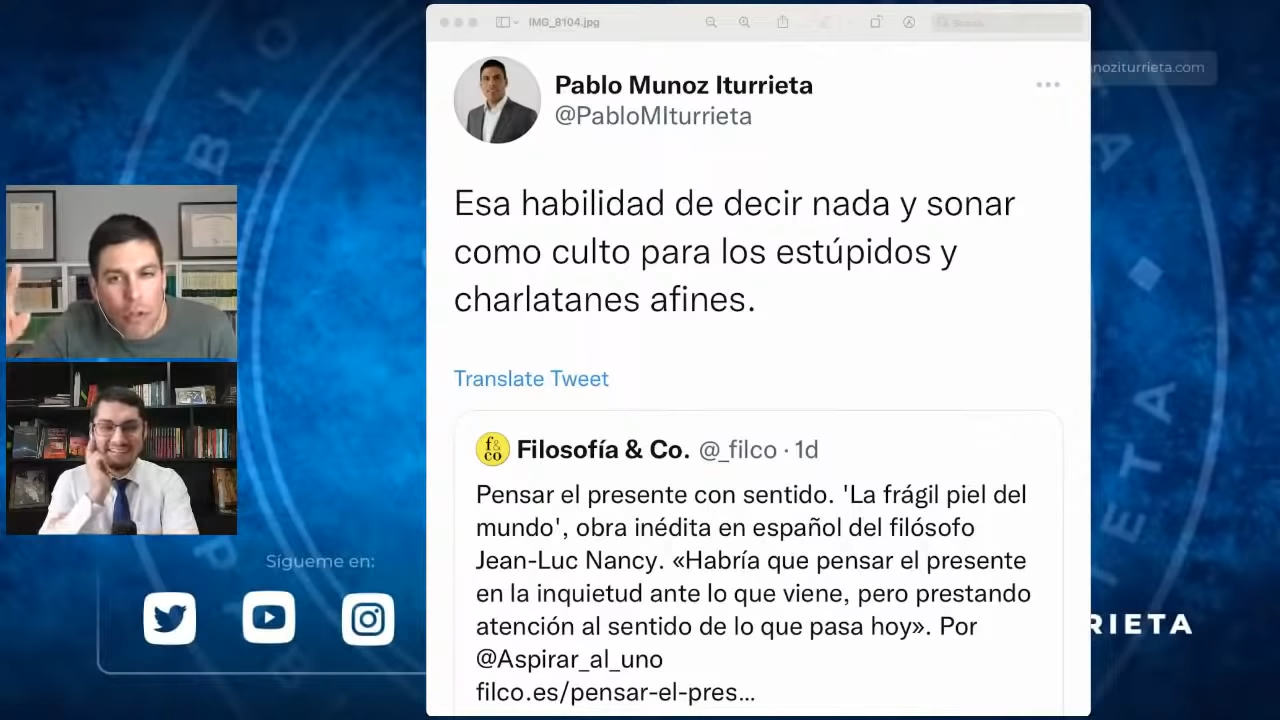 IMG_8104.jpg
Search
noziturrieta.com
Pablo Munoz Iturrieta
@PabloMIturrieta
Esa habilidad de decir nada y sonar
como culto para los estúpidos y
charlatanes afines.
Translate Tweet
f&
co
Filosofía & Co. @_filco · 1d
Pensar el presente con sentido. 'La frágil piel del
mundo', obra inédita en español del filósofo
Jean-Luc Nancy. «Habría que pensar el presente
en la inquietud ante lo que viene, pero prestando
atención al sentido de lo que pasa hoy». Por
@Aspirar_al_uno
filco.es/pensar-el-pres...
Sígueme en:
RRIETA